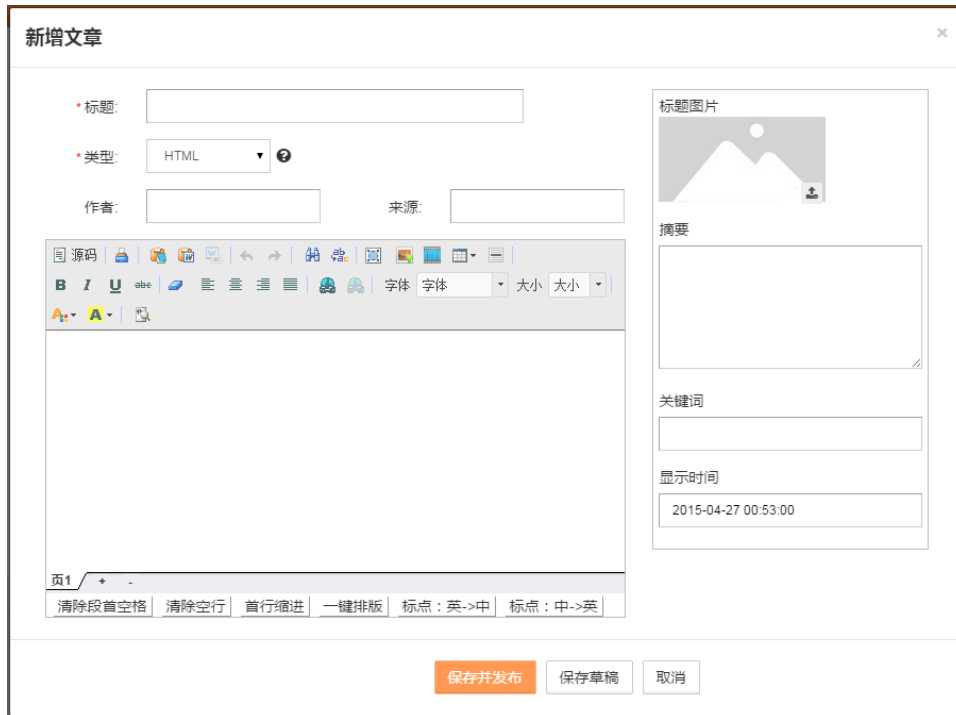 新增文章
×
*标题:
*类型: HTML
作者: 来源:
源码
B I U abc 字体 字体 大小 大小
A A
页1 + -
清除段首空格 清除空行 首行缩进 一键排版 标点：英->中 标点：中->英
标题图片
摘要
关键词
显示时间
2015-04-27 00:53:00
保存并发布 保存草稿 取消